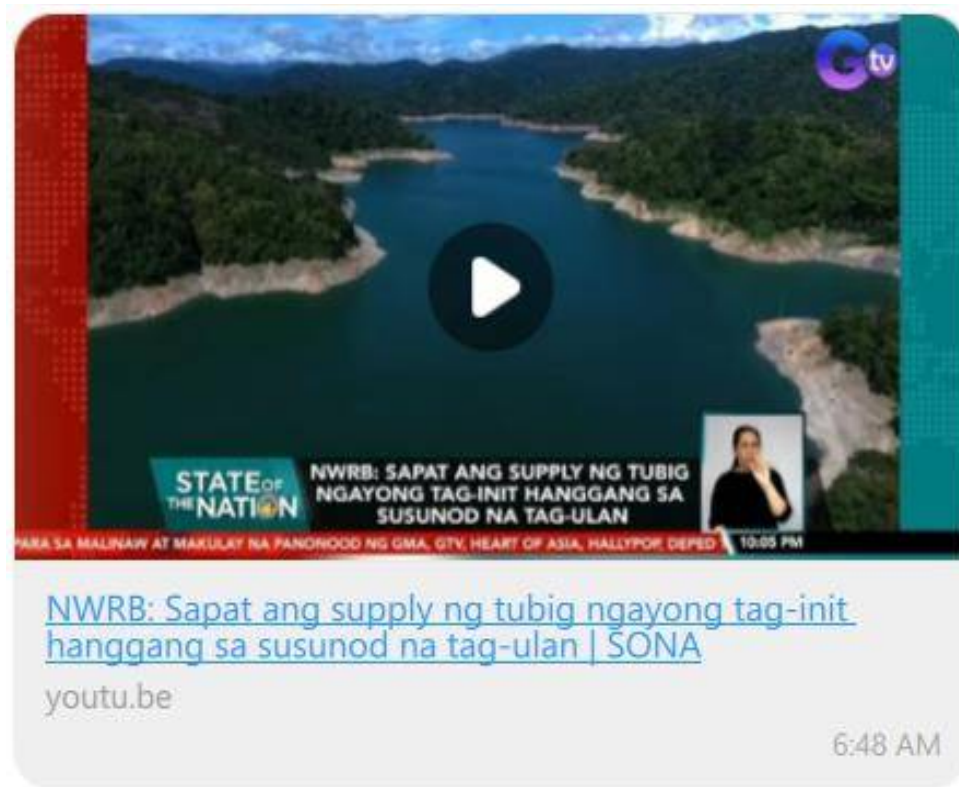 G tv
STATE OF
THE NATION
NWRB: SAPAT ANG SUPPLY NG TUBIG
NGAYONG TAG-INIT HANGGANG SA
SUSUNOD NA TAG-ULAN
PARA SA MALINAW AT MAKULAY NA PANONOOD NG GMA, GTV, HEART OF ASIA, HALLYPOP, DEPED
10:05 PM
NWRB: Sapat ang supply ng tubig ngayong tag-init
hanggang sa susunod na tag-ulan | SONA
youtu.be
6:48 AM